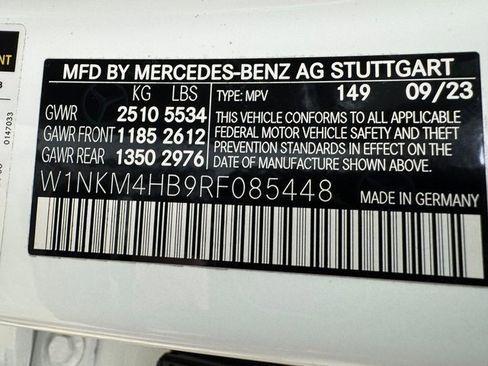 MFD BY MERCEDES-BENZ AG STUTTGART
KG LBS TYPE: MPV 149 09/23
GVWR 2510 5534
GAWR FRONT 1185 2612
GAWR REAR 1350 2976
THIS VEHICLE CONFORMS TO ALL APPLICABLE
FEDERAL MOTOR VEHICLE SAFETY AND THEFT
PREVENTION STANDARDS IN EFFECT ON THE
DATE OF MANUFACTURE SHOWN ABOVE.
W1NKM4HB9RF085448 MADE IN GERMANY
0147033